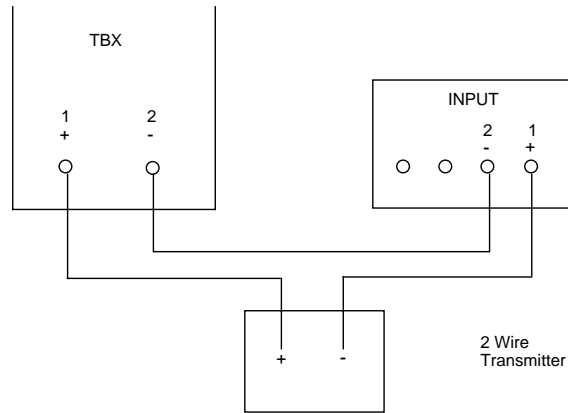 TBX
1 2
+ -
INPUT
2 1
- +
+ -
2 Wire
Transmitter